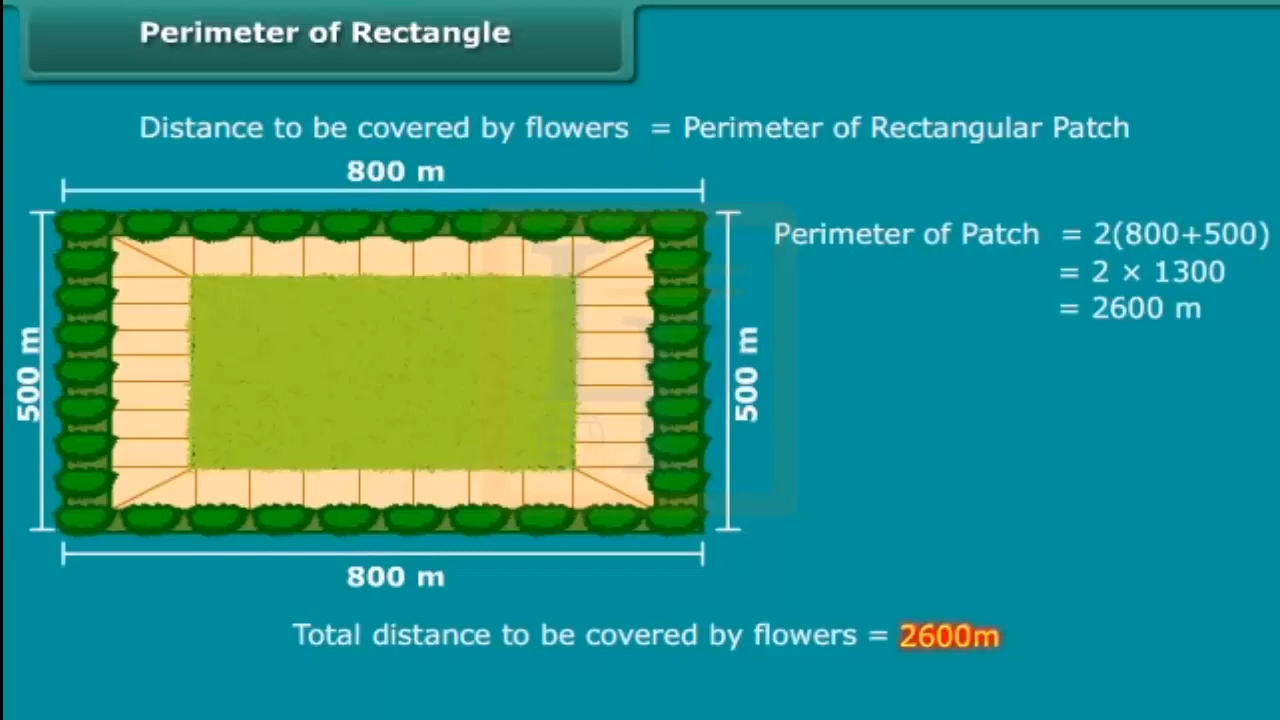 Perimeter of Rectangle
Distance to be covered by flowers = Perimeter of Rectangular Patch
800 m
500 m
500 m
Perimeter of Patch = 2(800+500)
= 2 × 1300
= 2600 m
800 m
Total distance to be covered by flowers = 2600m